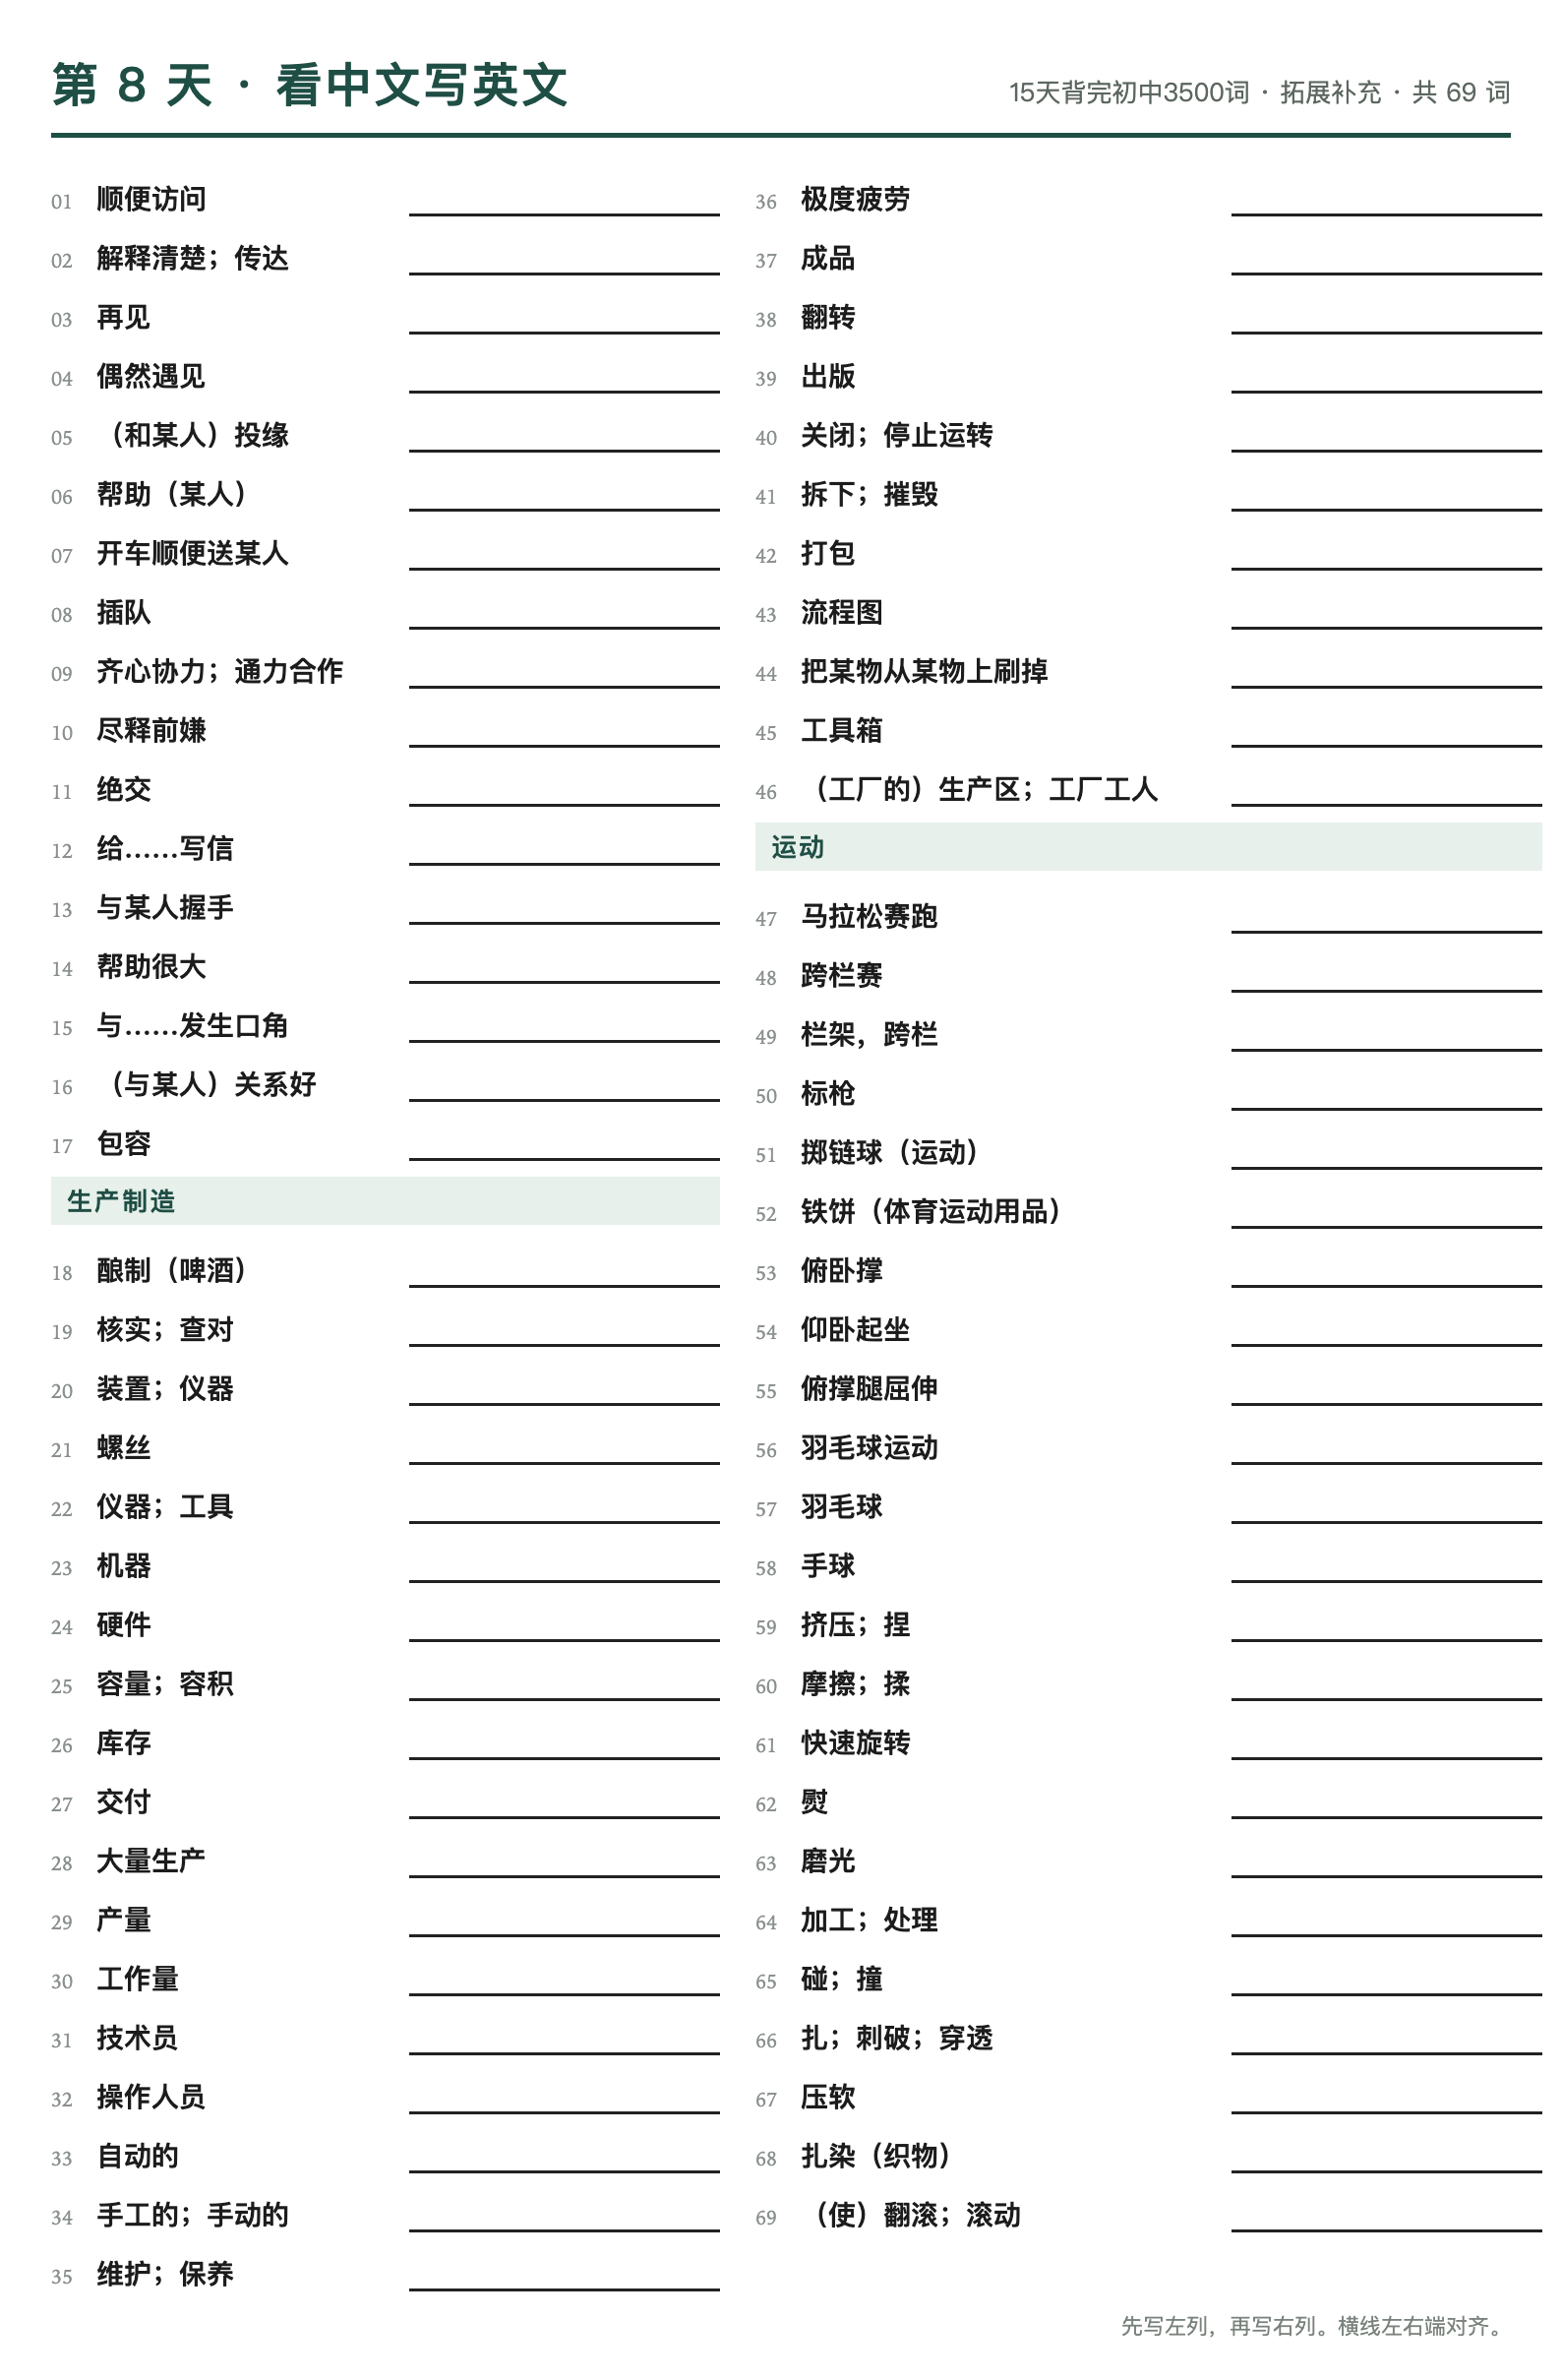 第 8 天 · 看中文写英文
15天背完初中3500词 · 拓展补充 · 共 69 词
01 顺便访问
02 解释清楚；传达
03 再见
04 偶然遇见
05 （和某人）投缘
06 帮助（某人）
07 开车顺便送某人
08 插队
09 齐心协力；通力合作
10 尽释前嫌
11 绝交
12 给……写信
13 与某人握手
14 帮助很大
15 与……发生口角
16 （与某人）关系好
17 包容
生产制造
18 酿制（啤酒）
19 核实；查对
20 装置；仪器
21 螺丝
22 仪器；工具
23 机器
24 硬件
25 容量；容积
26 库存
27 交付
28 大量生产
29 产量
30 工作量
31 技术员
32 操作人员
33 自动的
34 手工的；手动的
35 维护；保养
36 极度疲劳
37 成品
38 翻转
39 出版
40 关闭；停止运转
41 拆下；摧毁
42 打包
43 流程图
44 把某物从某物上刷掉
45 工具箱
46 （工厂的）生产区；工厂工人
运动
47 马拉松赛跑
48 跨栏赛
49 栏架，跨栏
50 标枪
51 掷链球（运动）
52 铁饼（体育运动用品）
53 俯卧撑
54 仰卧起坐
55 俯撑腿屈伸
56 羽毛球运动
57 羽毛球
58 手球
59 挤压；捏
60 摩擦；揉
61 快速旋转
62 熨
63 磨光
64 加工；处理
65 碰；撞
66 扎；刺破；穿透
67 压软
68 扎染（织物）
69 （使）翻滚；滚动
先写左列，再写右列。横线左右端对齐。